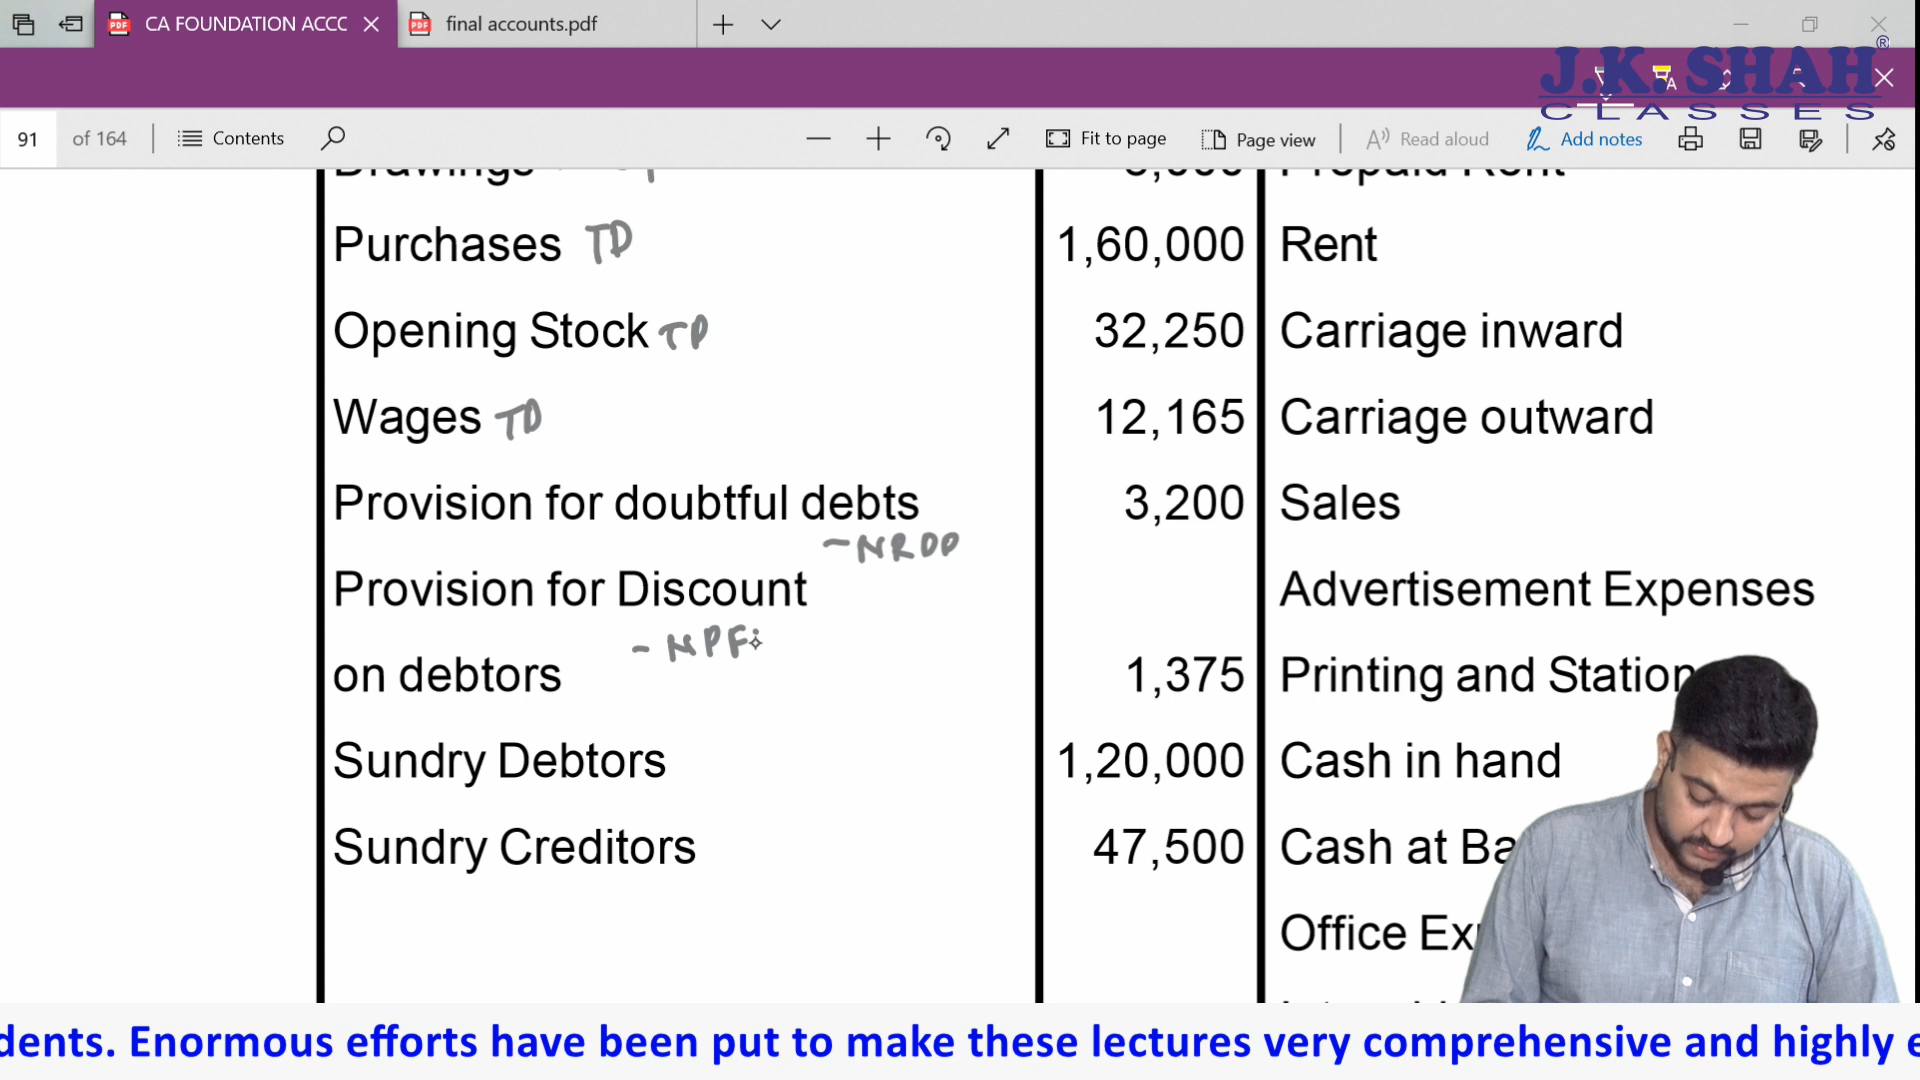 CA FOUNDATION ACCC
final accounts.pdf
J.K. SHAH ®
CLASSES
91 of 164 Contents Fit to page Page view Read aloud Add notes
Drawings
Prepaid Rent
Purchases TD 1,60,000 Rent
Opening Stock TD 32,250 Carriage inward
Wages TD 12,165 Carriage outward
Provision for doubtful debts 3,200 Sales
- NRDD
Provision for Discount Advertisement Expenses
- NPF
on debtors 1,375 Printing and Station
Sundry Debtors 1,20,000 Cash in hand
Sundry Creditors 47,500 Cash at Ba
Office Ex
dents. Enormous efforts have been put to make these lectures very comprehensive and highly e